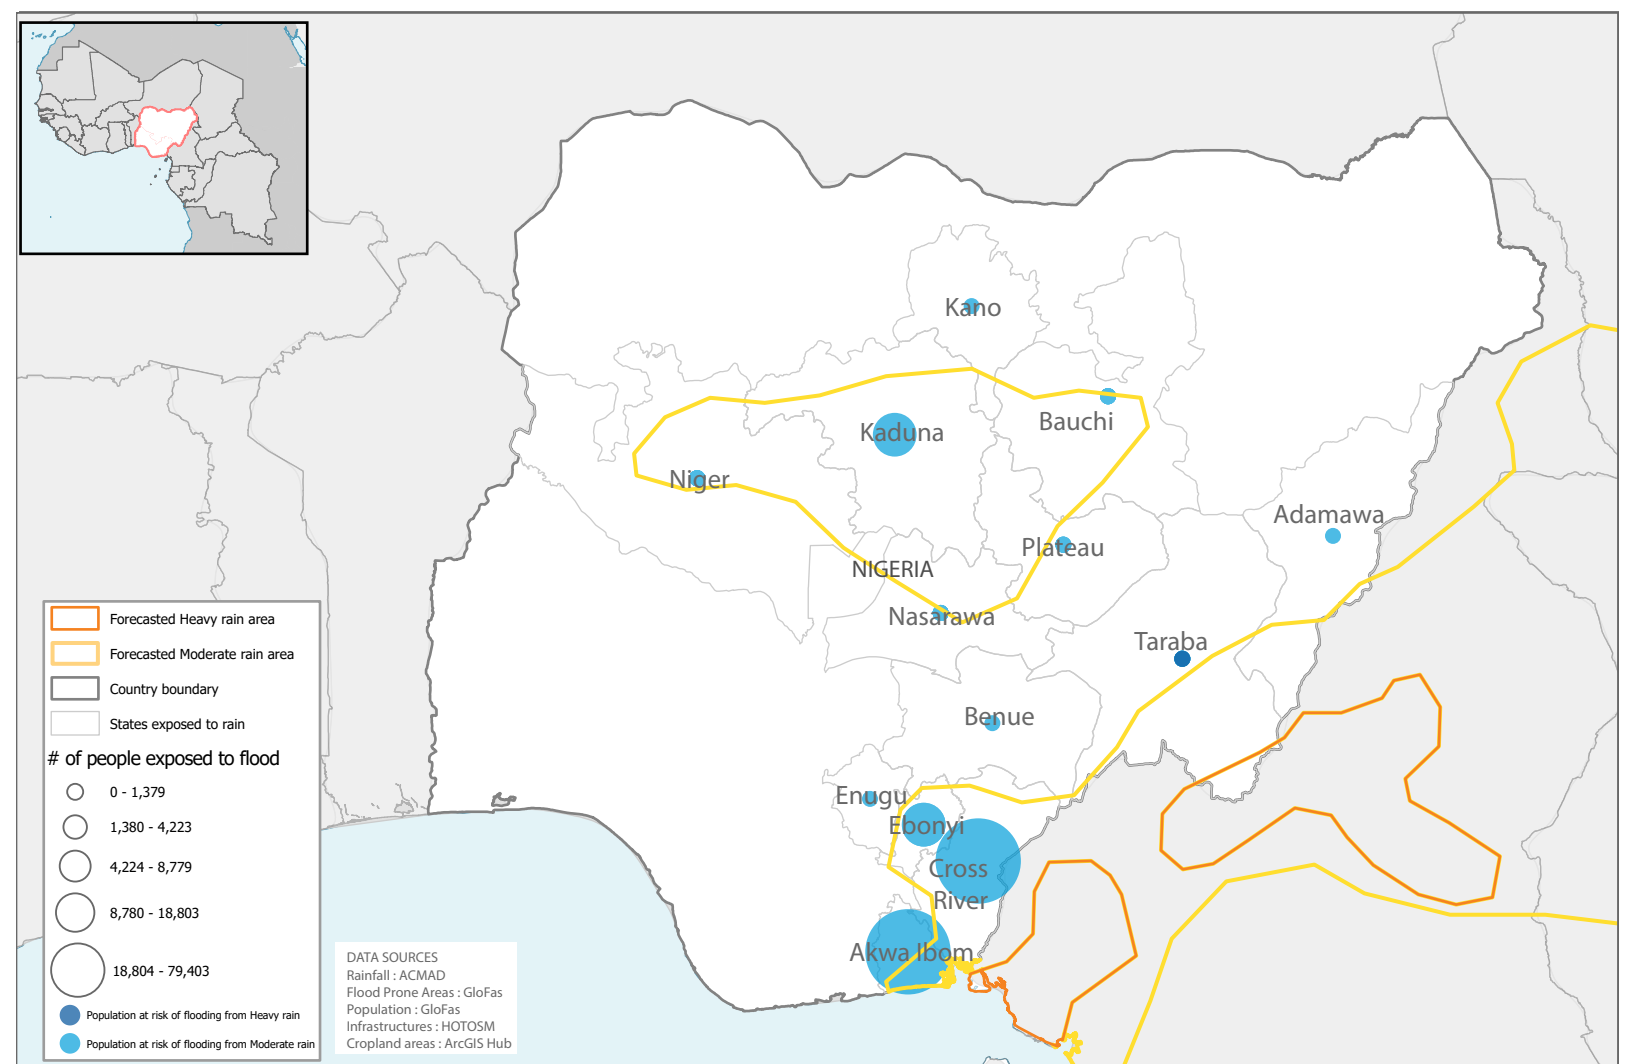 Kano
Kaduna
Bauchi
Niger
Adamawa
Plateau
NIGERIA
Nasarawa
Taraba
Benue
Enugu
Ebonyi
Cross
River
Akwa Ibom
Forecasted Heavy rain area
Forecasted Moderate rain area
Country boundary
States exposed to rain
# of people exposed to flood
0 - 1,379
1,380 - 4,223
4,224 - 8,779
8,780 - 18,803
18,804 - 79,403
Population at risk of flooding from Heavy rain
Population at risk of flooding from Moderate rain
DATA SOURCES
Rainfall : ACMAD
Flood Prone Areas : GloFas
Population : GloFas
Infrastructures : HOTOSM
Cropland areas : ArcGIS Hub